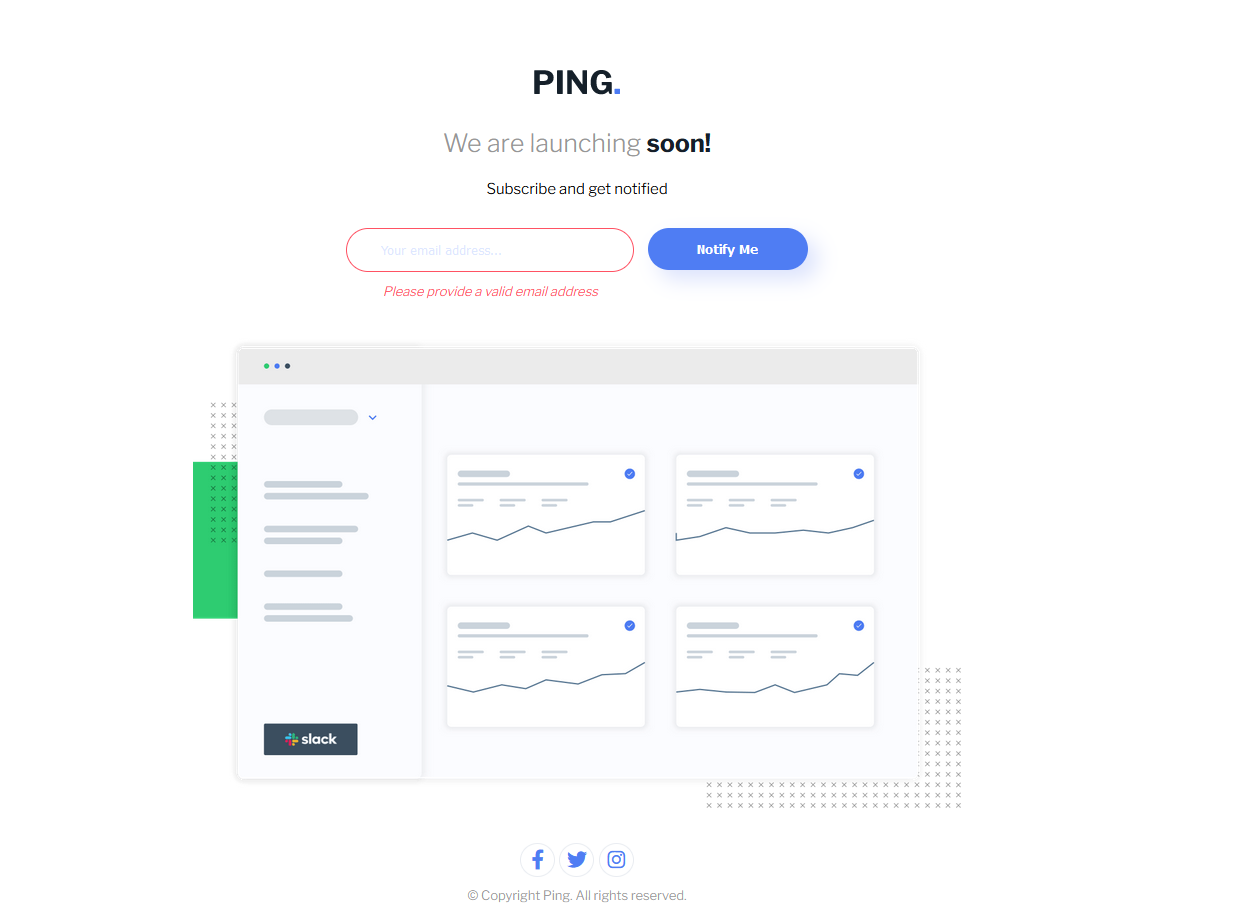 PING.
We are launching soon!
Subscribe and get notified
Your email address...
Notify Me
Please provide a valid email address
slack
© Copyright Ping. All rights reserved.